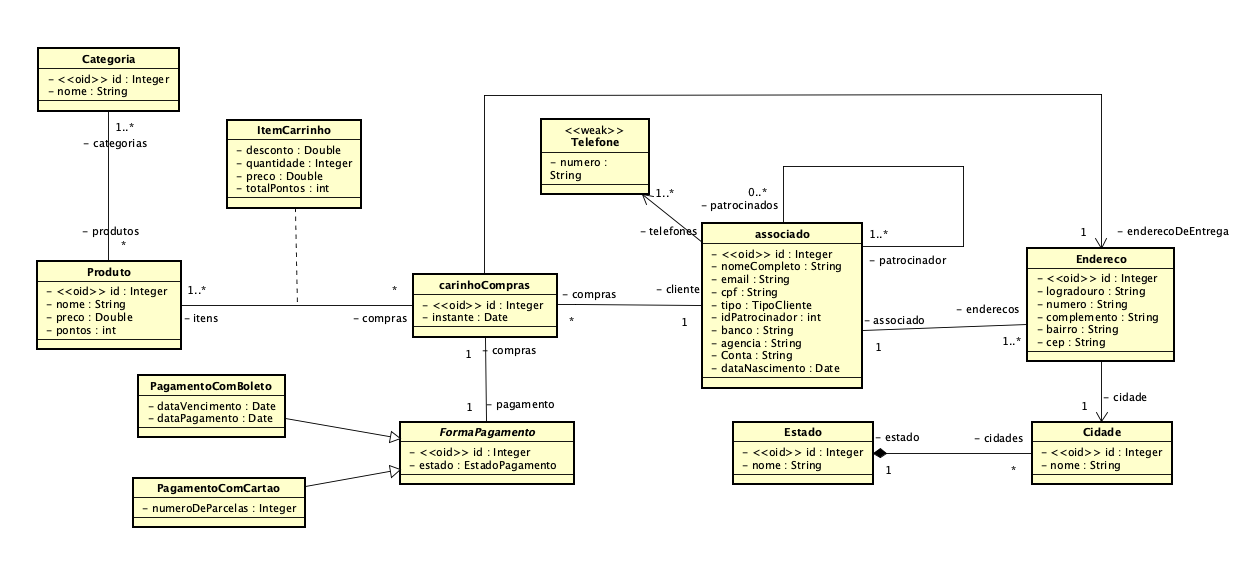 Categoria
- <<oid>> id : Integer
- nome : String
1..*
- categorias
- produtos
*
ItemCarrinho
- desconto : Double
- quantidade : Integer
- preco : Double
- totalPontos : int
<<weak>>
Telefone
- numero :
String
1..*
- telefones
0..*
- patrocinados
1..*
- patrocinador
1
- enderecoDeEntrega
Produto
- <<oid>> id : Integer
- nome : String
- preco : Double
- pontos : int
1..*
- itens
*
- compras
carinhoCompras
- <<oid>> id : Integer
- instante : Date
- compras
*
- cliente
1
associado
- <<oid>> id : Integer
- nomeCompleto : String
- email : String
- cpf : String
- tipo : TipoCliente
- idPatrocinador : int
- banco : String
- agencia : String
- Conta : String
- dataNascimento : Date
- associado
1
- enderecos
1..*
Endereco
- <<oid>> id : Integer
- logradouro : String
- numero : String
- complemento : String
- bairro : String
- cep : String
1
- compras
1
- pagamento
- cidade
1
PagamentoComBoleto
- dataVencimento : Date
- dataPagamento : Date
FormaPagamento
- <<oid>> id : Integer
- estado : EstadoPagamento
PagamentoComCartao
- numeroDeParcelas : Integer
Estado
- <<oid>> id : Integer
- nome : String
- estado
1
- cidades
*
Cidade
- <<oid>> id : Integer
- nome : String